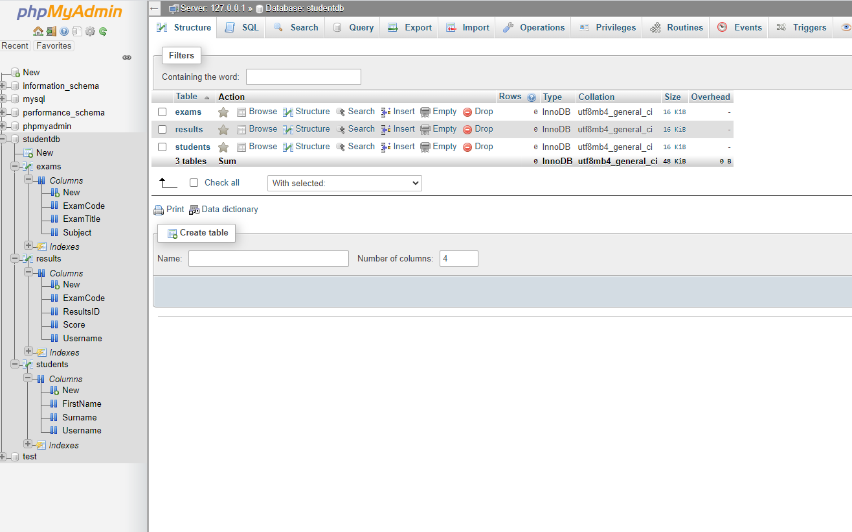 phpMyAdmin
Recent Favorites
New
information_schema
mysql
performance_schema
phpmyadmin
studentdb
New
exams
Columns
New
ExamCode
ExamTitle
Subject
Indexes
results
Columns
New
ExamCode
ResultsID
Score
Username
Indexes
students
Columns
New
FirstName
Surname
Username
Indexes
test
Server: 127.0.0.1 » Database: studentdb
Structure SQL Search Query Export Import Operations Privileges Routines Events Triggers
Filters
Containing the word:
Table Action Rows Type Collation Size Overhead
exams Browse Structure Search Insert Empty Drop 0 InnoDB utf8mb4_general_ci 16 KiB -
results Browse Structure Search Insert Empty Drop 0 InnoDB utf8mb4_general_ci 16 KiB -
students Browse Structure Search Insert Empty Drop 0 InnoDB utf8mb4_general_ci 16 KiB -
3 tables Sum 0 InnoDB utf8mb4_general_ci 48 KiB 0 B
Check all With selected:
Print Data dictionary
Create table
Name: Number of columns: 4